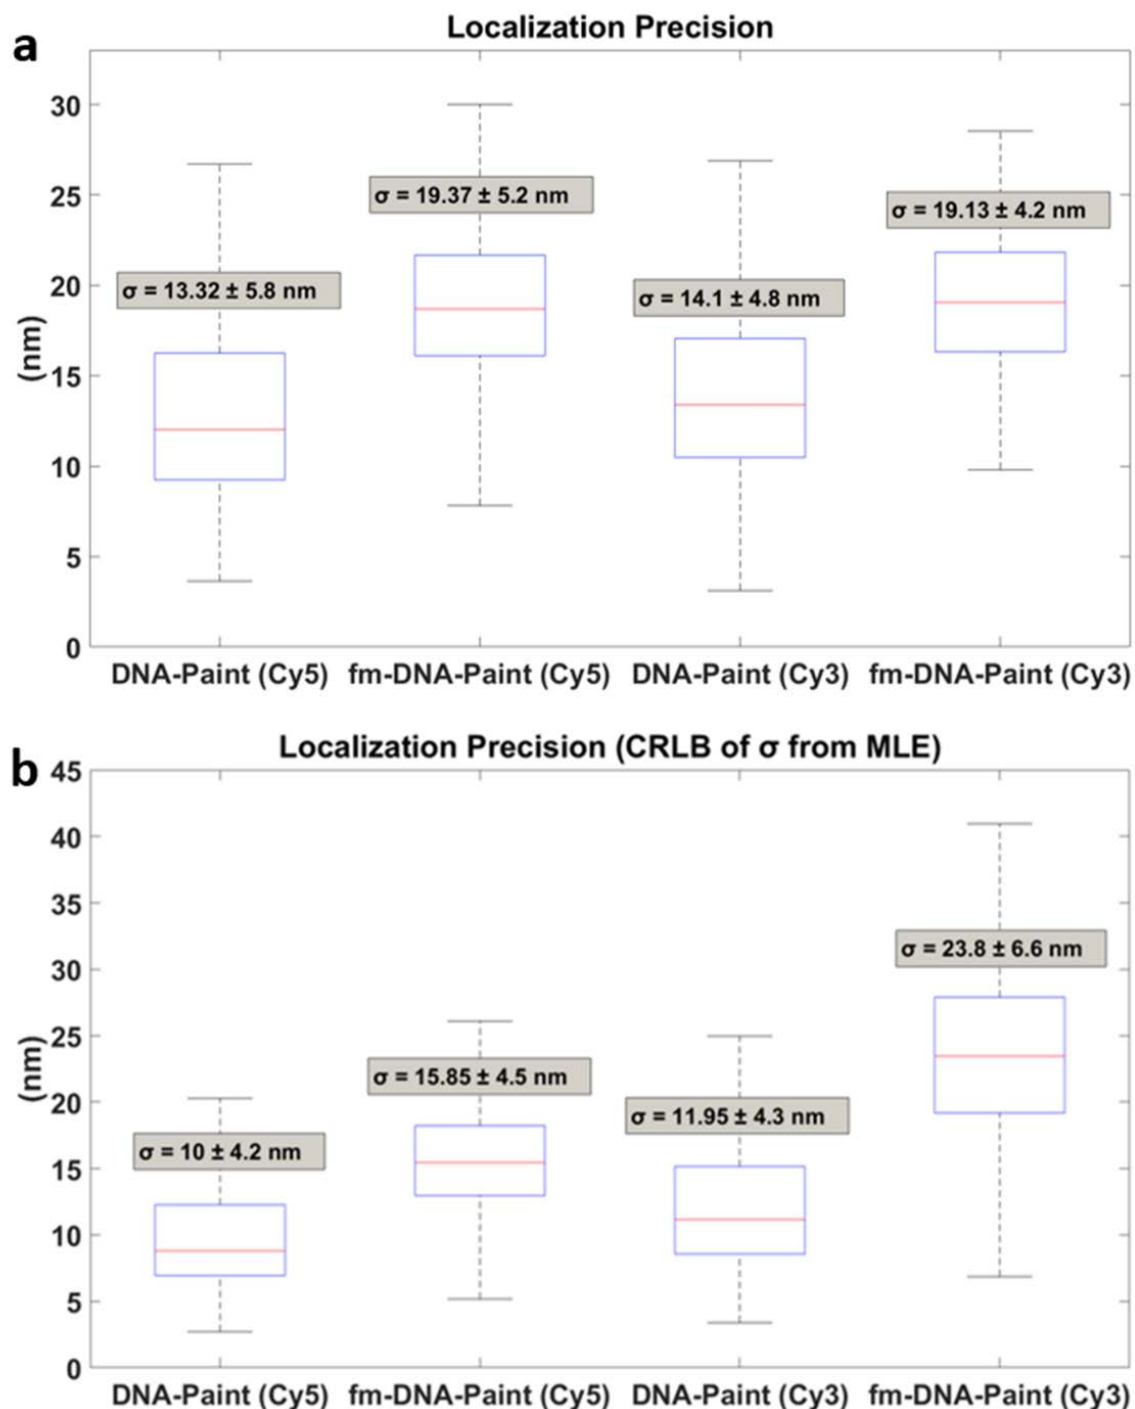 a
Localization Precision
30
25
20
15
10
5
0
(nm)
σ = 13.32 ± 5.8 nm
σ = 19.37 ± 5.2 nm
σ = 14.1 ± 4.8 nm
σ = 19.13 ± 4.2 nm
DNA-Paint (Cy5) fm-DNA-Paint (Cy5) DNA-Paint (Cy3) fm-DNA-Paint (Cy3)
b
Localization Precision (CRLB of σ from MLE)
45
40
35
30
25
20
15
10
5
0
(nm)
σ = 10 ± 4.2 nm
σ = 15.85 ± 4.5 nm
σ = 11.95 ± 4.3 nm
σ = 23.8 ± 6.6 nm
DNA-Paint (Cy5) fm-DNA-Paint (Cy5) DNA-Paint (Cy3) fm-DNA-Paint (Cy3)